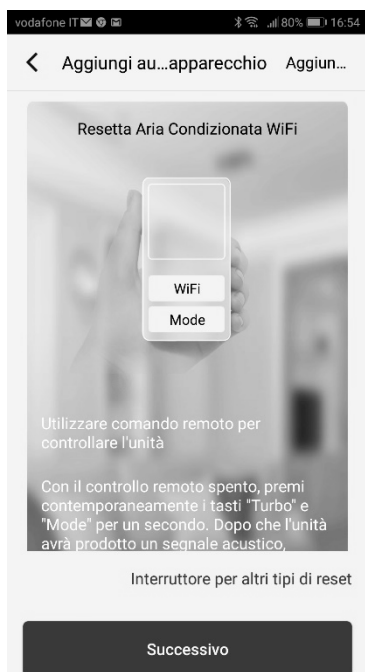 vodafone IT 80% 16:54
Aggiungi au...apparecchio Aggiun...
Resetta Aria Condizionata WiFi
WiFi
Mode
Utilizzare comando remoto per
controllare l'unità
Con il controllo remoto spento, premi
contemporaneamente i tasti "Turbo" e
"Mode" per un secondo. Dopo che l'unità
avrà prodotto un segnale acustico,
Interruttore per altri tipi di reset
Successivo